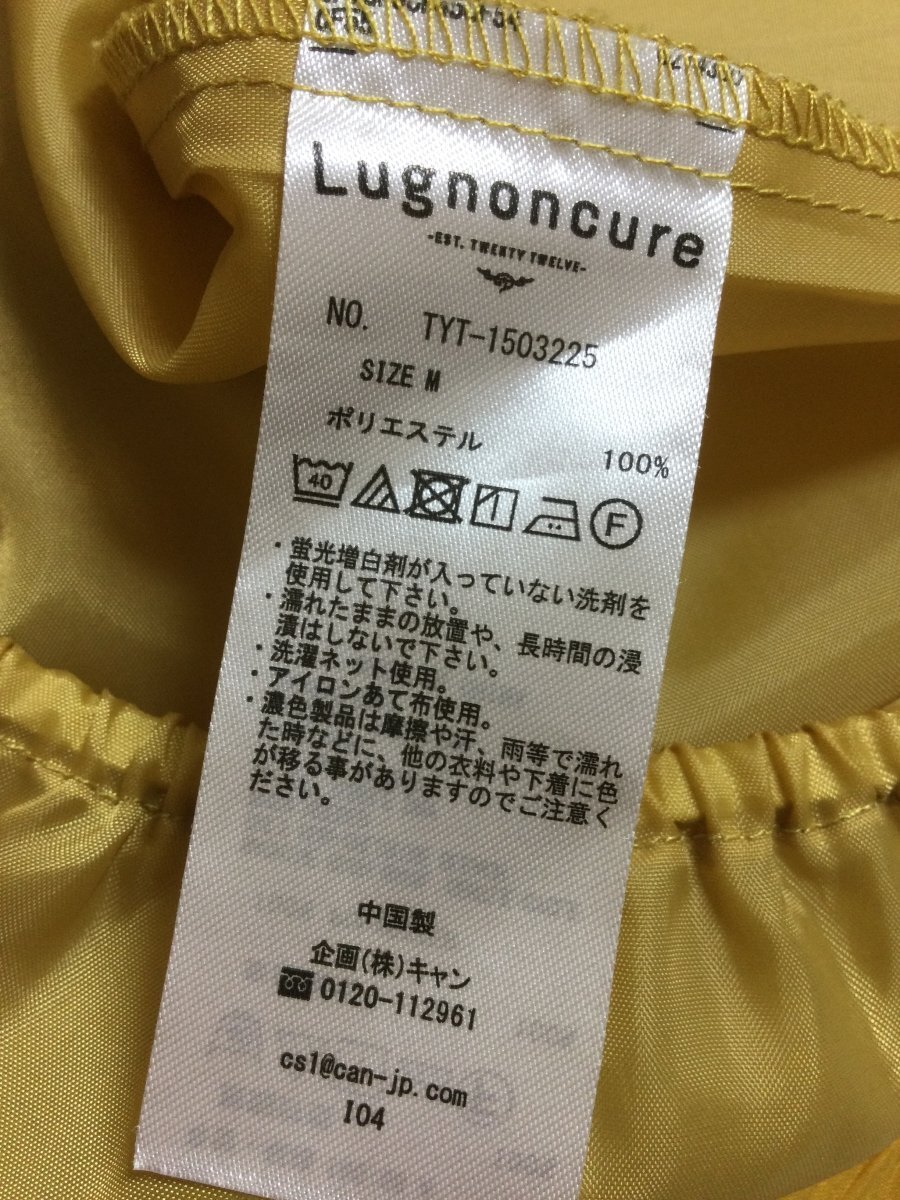 Lugnoncure
-EST. TWENTY TWELVE-
NO. TYT-1503225
SIZE M
ポリエステル 100%
40 F
・蛍光増白剤が入っていない洗剤を
使用して下さい。
・濡れたままの放置や、長時間の浸
漬はしないで下さい。
・洗濯ネット使用。
・アイロンあて布使用。
・濃色製品は摩擦や汗、雨等で濡れ
た時などに、他の衣料や下着に色
が移る事がありますのでご注意く
ださい。
中国製
企画(株)キャン
0120-112961
cs1@can-jp.com
I04